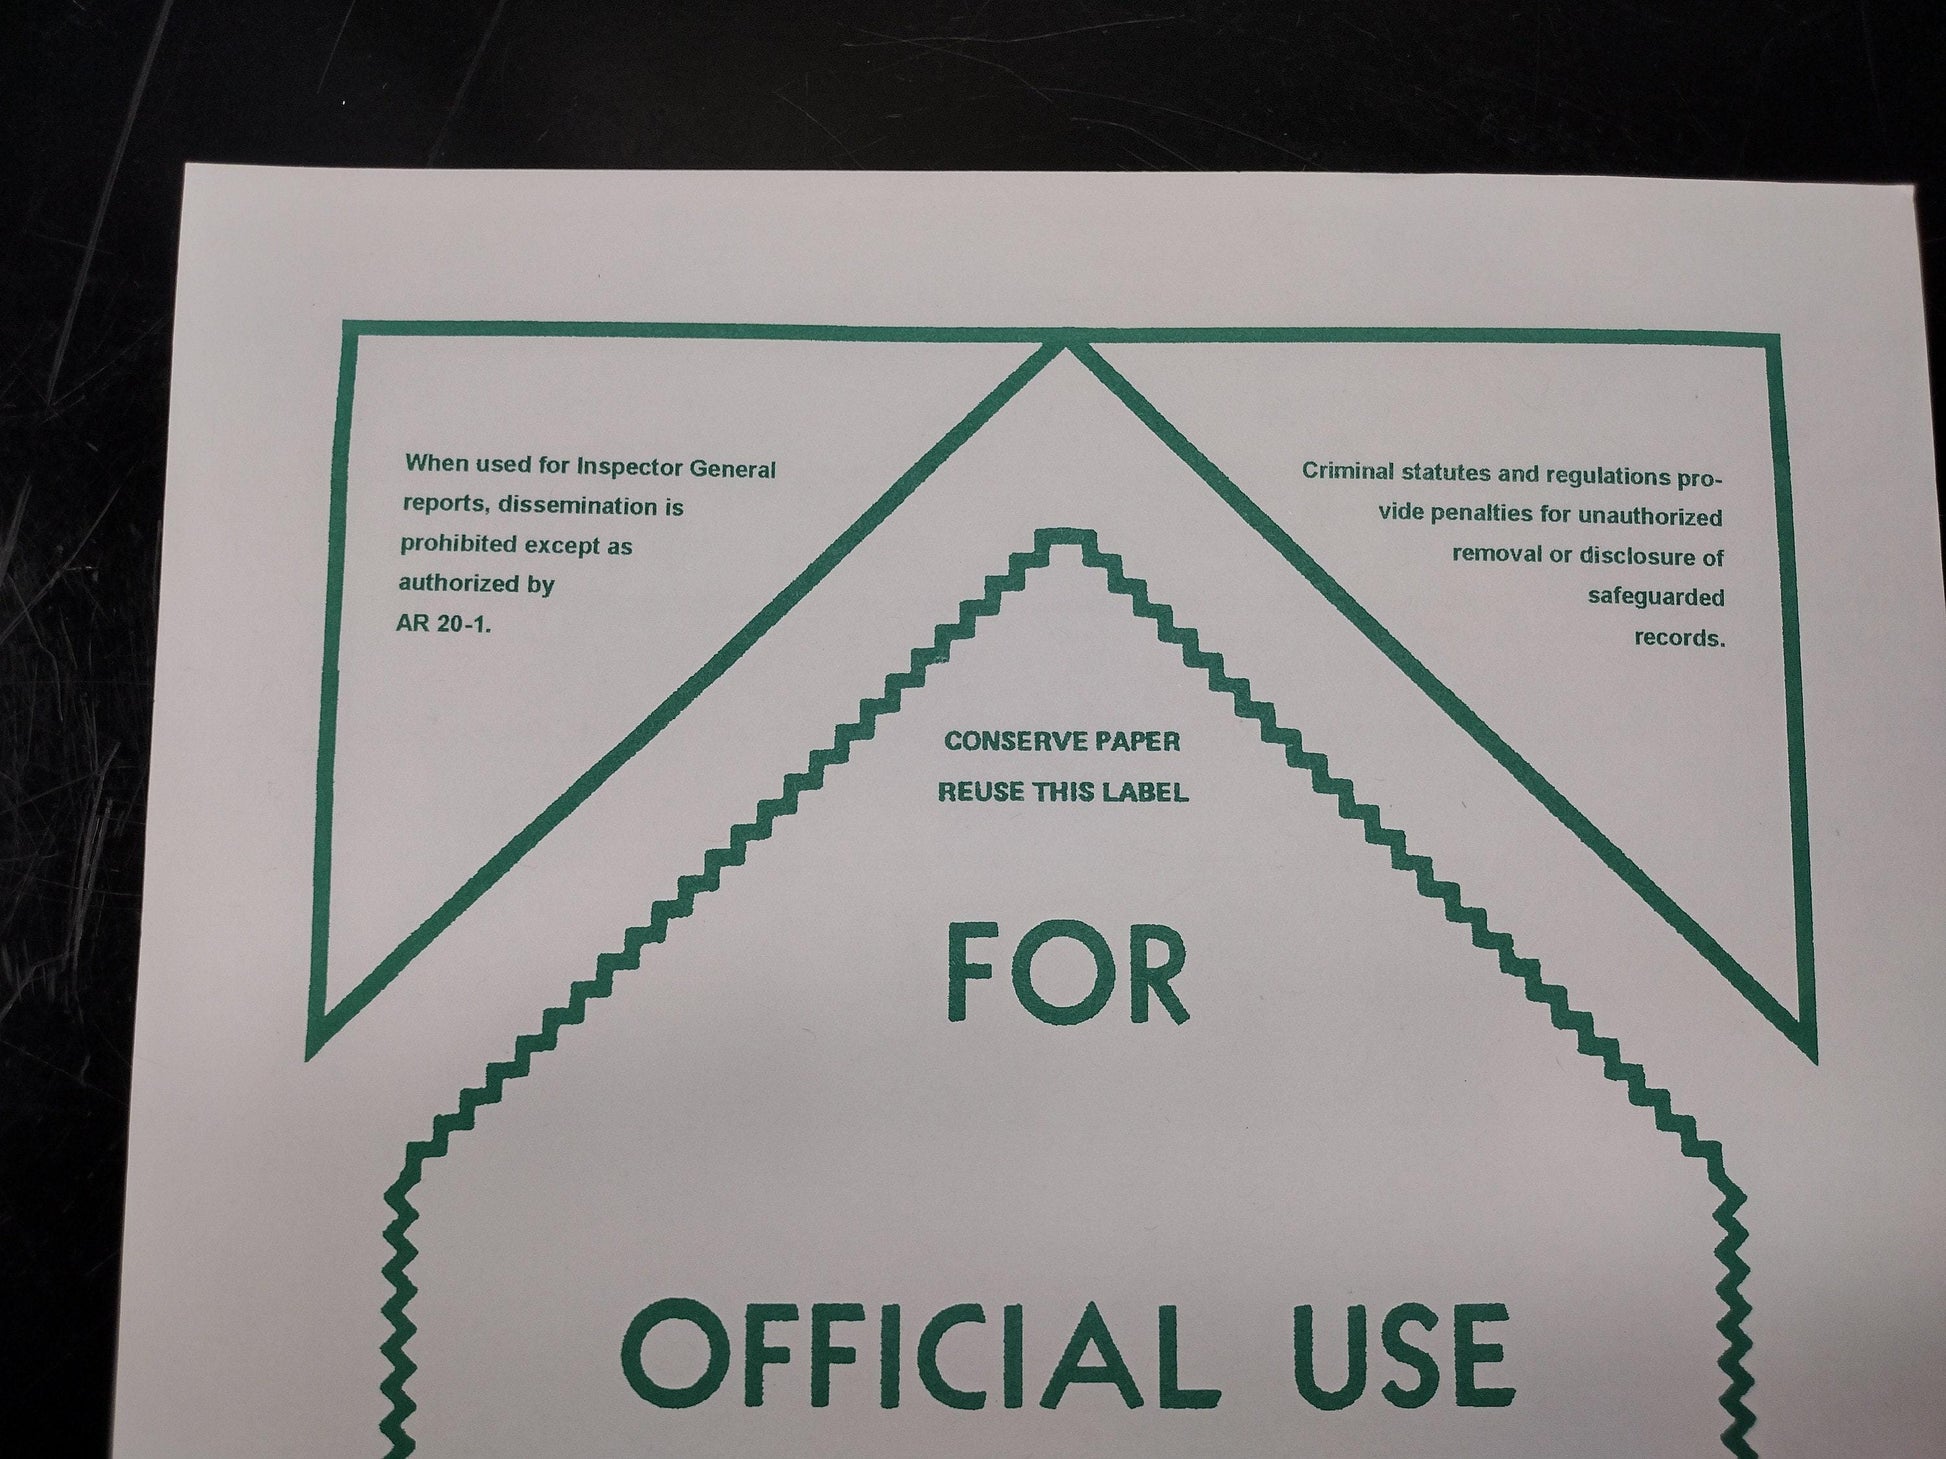 When used for Inspector General
reports, dissemination is
prohibited except as
authorized by
AR 20-1.
Criminal statutes and regulations pro-
vide penalties for unauthorized
removal or disclosure of
safeguarded
records.
CONSERVE PAPER
REUSE THIS LABEL
FOR
OFFICIAL USE